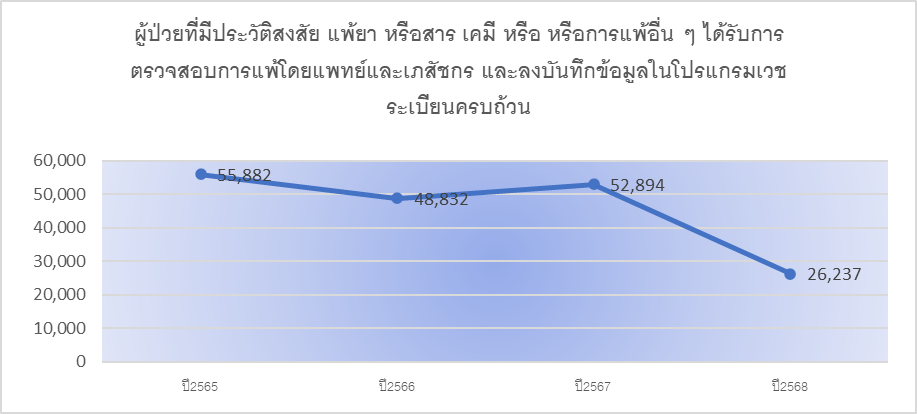 ผู้ป่วยที่มีประวัติสงสัย แพ้ยา หรือสาร เคมี หรือ หรือการแพ้อื่น ๆ ได้รับการ
ตรวจสอบการแพ้โดยแพทย์และเภสัชกร และลงบันทึกข้อมูลในโปรแกรมเวช
ระเบียนครบถ้วน
60,000
50,000
40,000
30,000
20,000
10,000
0
55,882
48,832
52,894
26,237
ปี2565
ปี2566
ปี2567
ปี2568